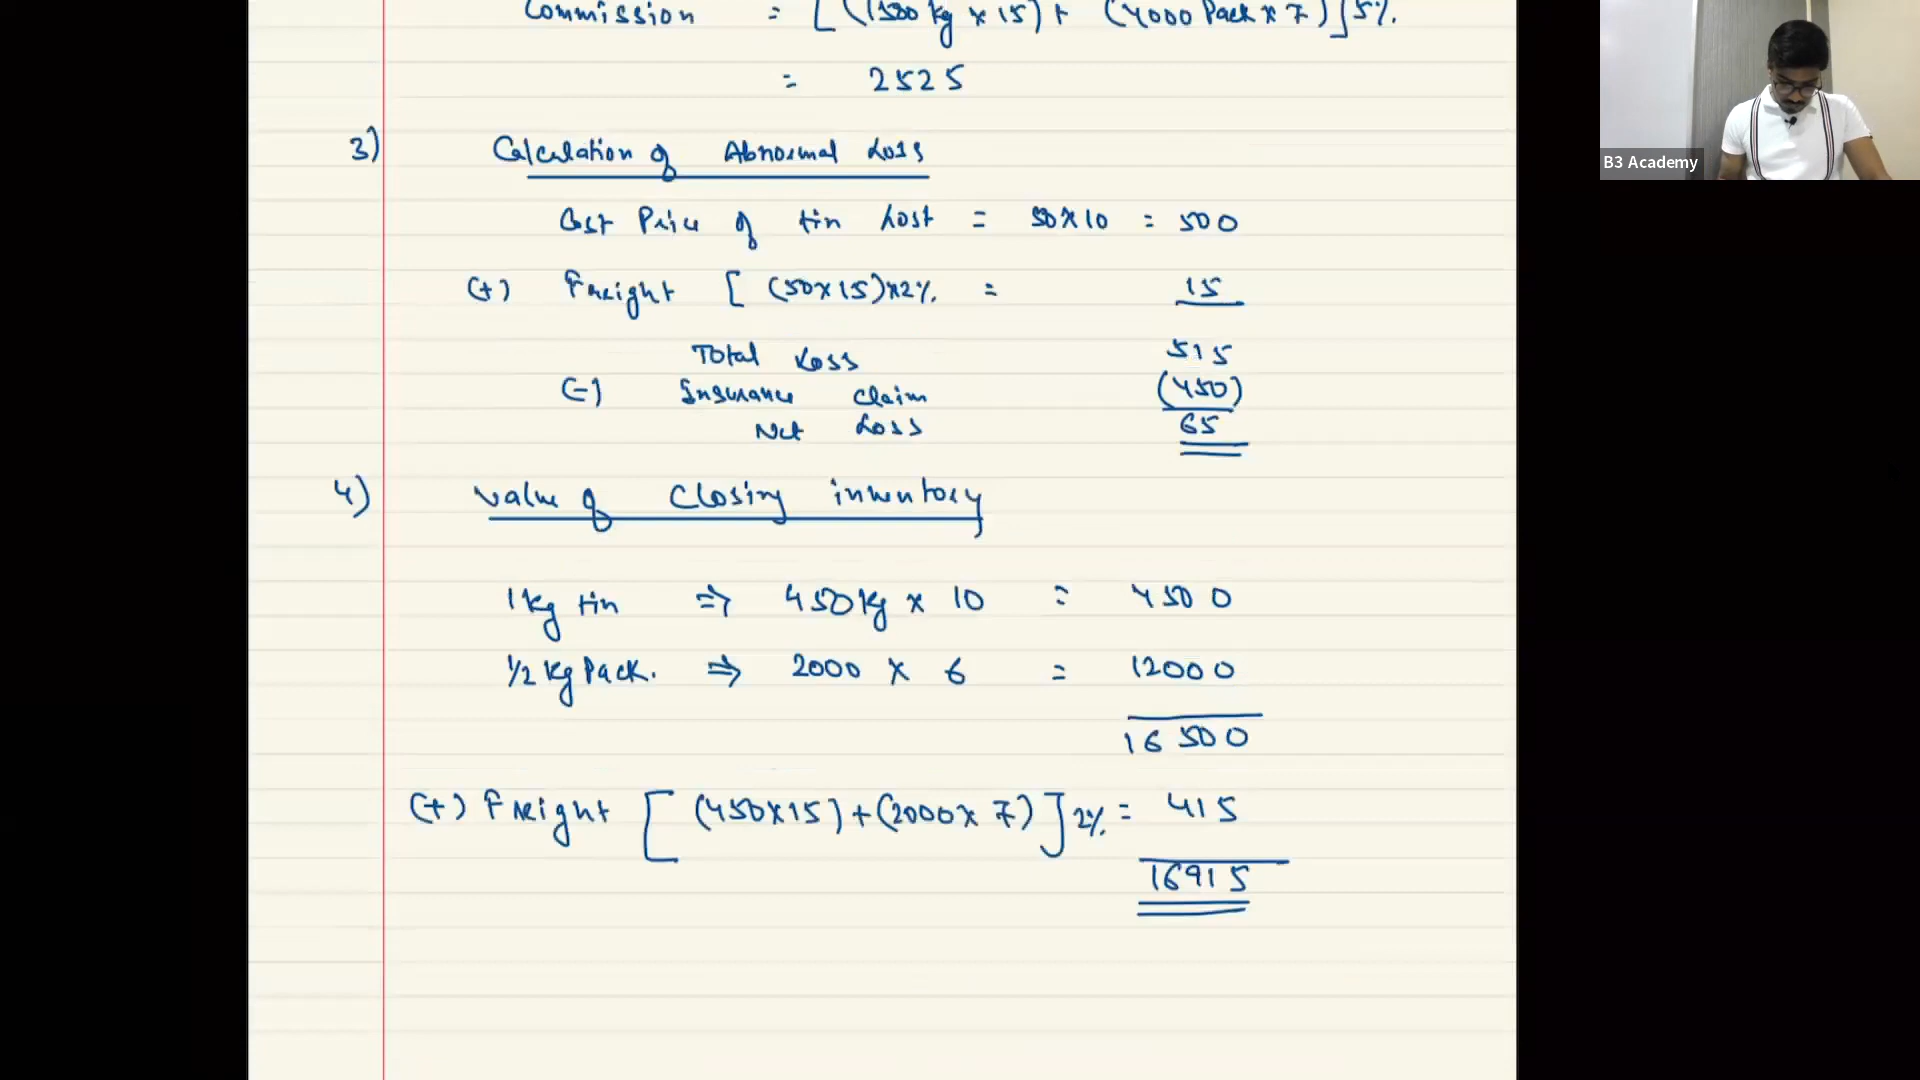 Commission = [(1500 kg x 15) + (4000 Pack x 7)] 5%.
= 2525
3) Calculation of Abnormal Loss
Cost Price of tin Lost = 50x10 = 500
(+) Freight [ (50x15)x2%. = 15
Total Loss 515
(-) Insurance Claim (450)
Net Loss 65
4) Value of Closing inventory
1kg tin ⇒ 450kg x 10 = 4500
1/2 kg Pack. ⇒ 2000 x 6 = 12000
16500
(+) Freight [(450x15)+(2000x7)] 2% = 415
16915
B3 Academy